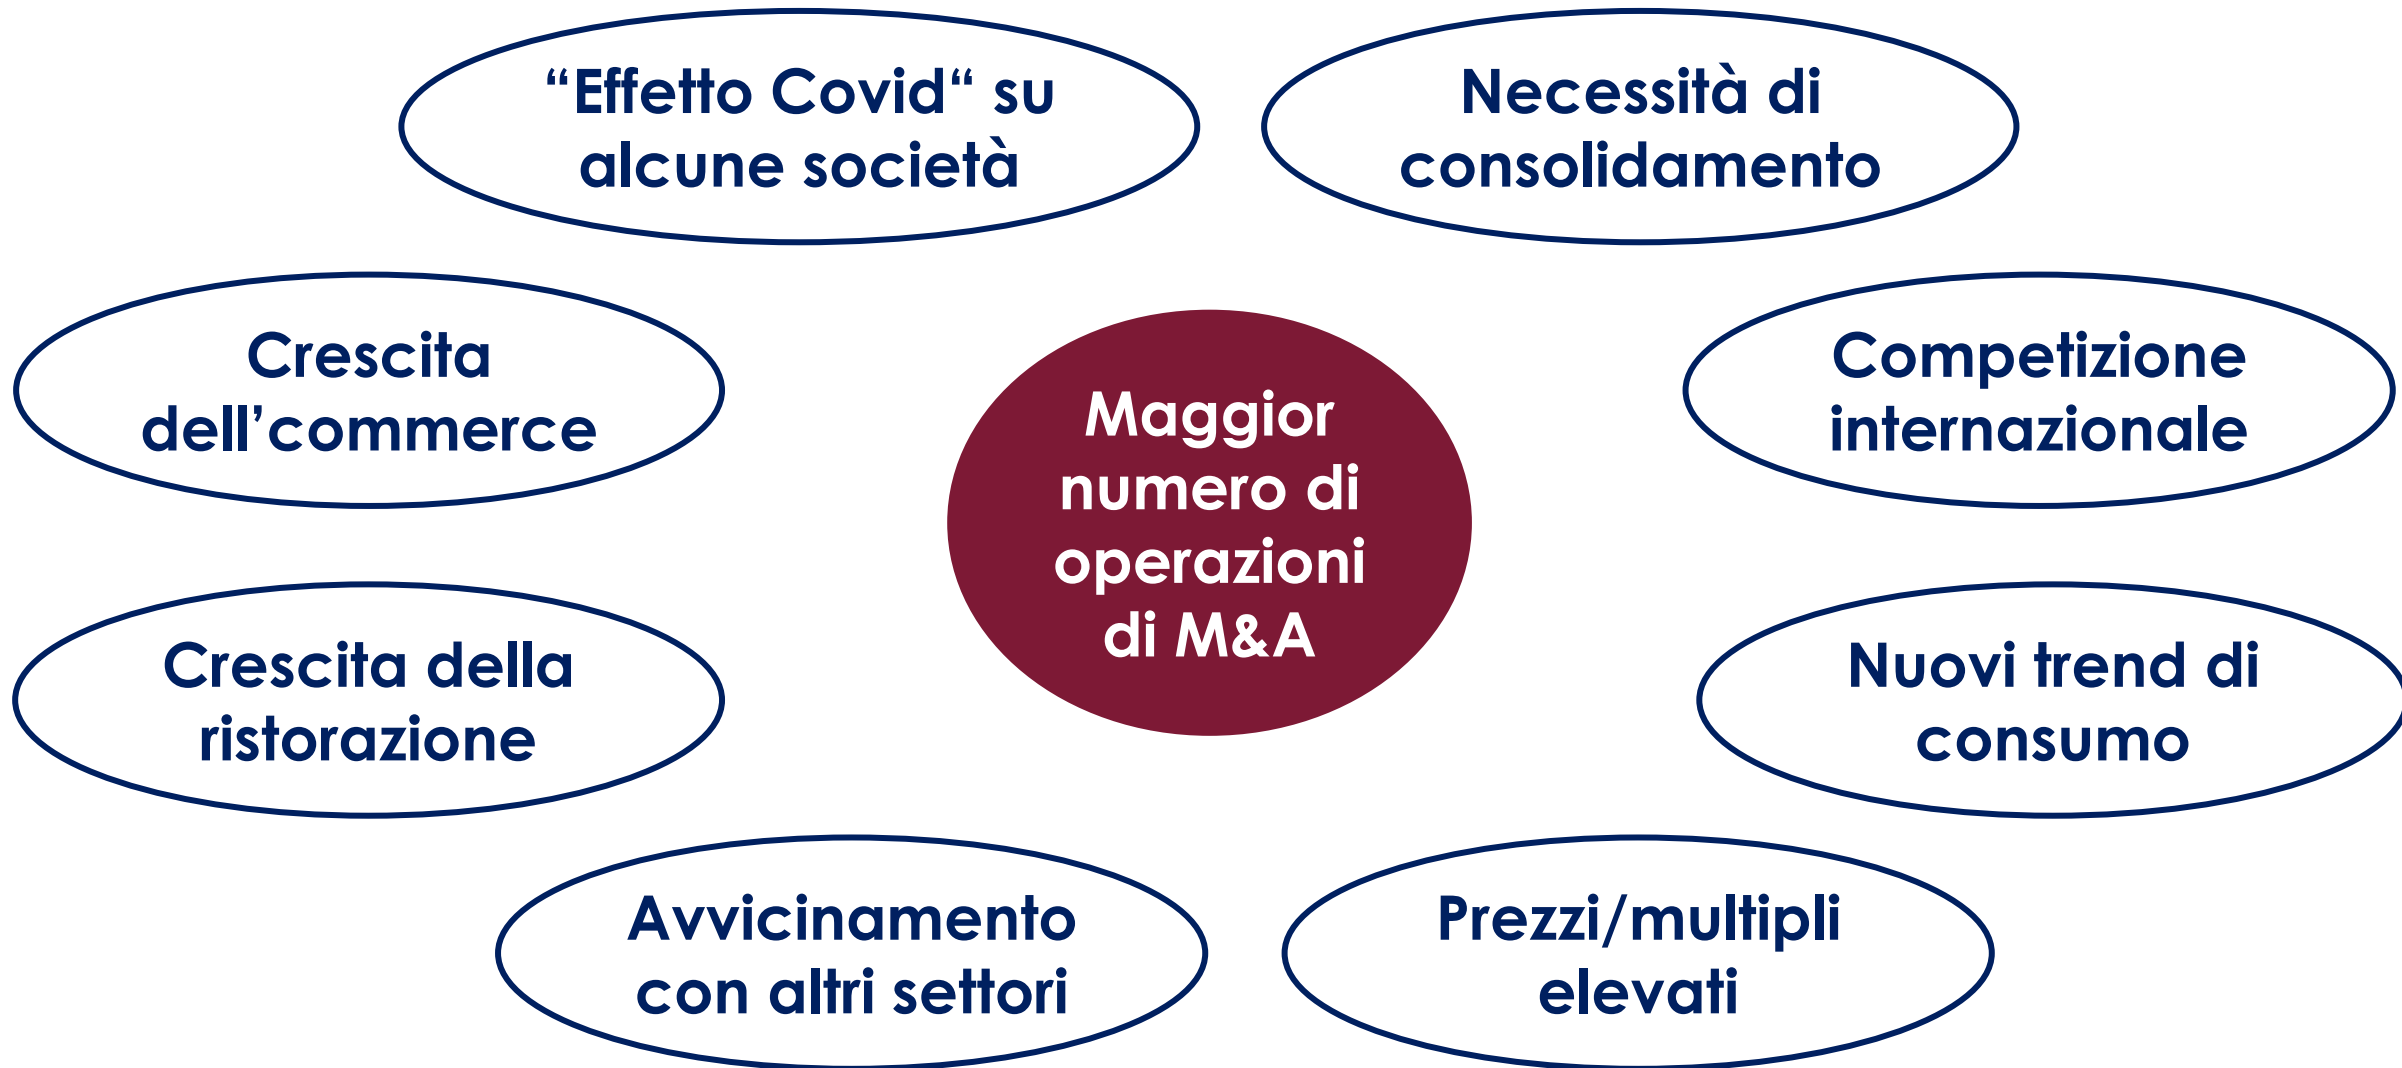 “Effetto Covid“ su
alcune società
Necessità di
consolidamento
Crescita
dell’commerce
Competizione
internazionale
Maggior
numero di
operazioni
di M&A
Crescita della
ristorazione
Nuovi trend di
consumo
Avvicinamento
con altri settori
Prezzi/multipli
elevati